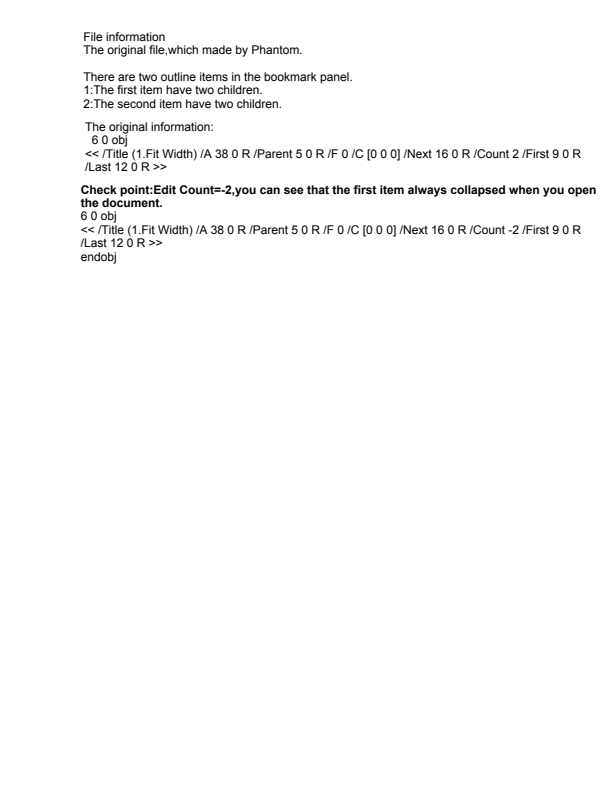 File information
The original file,which made by Phantom.
There are two outline items in the bookmark panel.
1:The first item have two children.
2:The second item have two children.
The original information:
6 0 obj
<< /Title (1.Fit Width) /A 38 0 R /Parent 5 0 R /F 0 /C [0 0 0] /Next 16 0 R /Count 2 /First 9 0 R
/Last 12 0 R >>
Check point:Edit Count=-2,you can see that the first item always collapsed when you open
the document.
6 0 obj
<< /Title (1.Fit Width) /A 38 0 R /Parent 5 0 R /F 0 /C [0 0 0] /Next 16 0 R /Count -2 /First 9 0 R
/Last 12 0 R >>
endobj